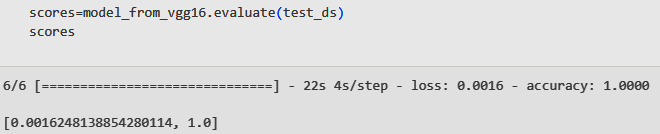 scores=model_from_vgg16.evaluate(test_ds)
scores
6/6 [==============================] - 22s 4s/step - loss: 0.0016 - accuracy: 1.0000
[0.0016248138854280114, 1.0]